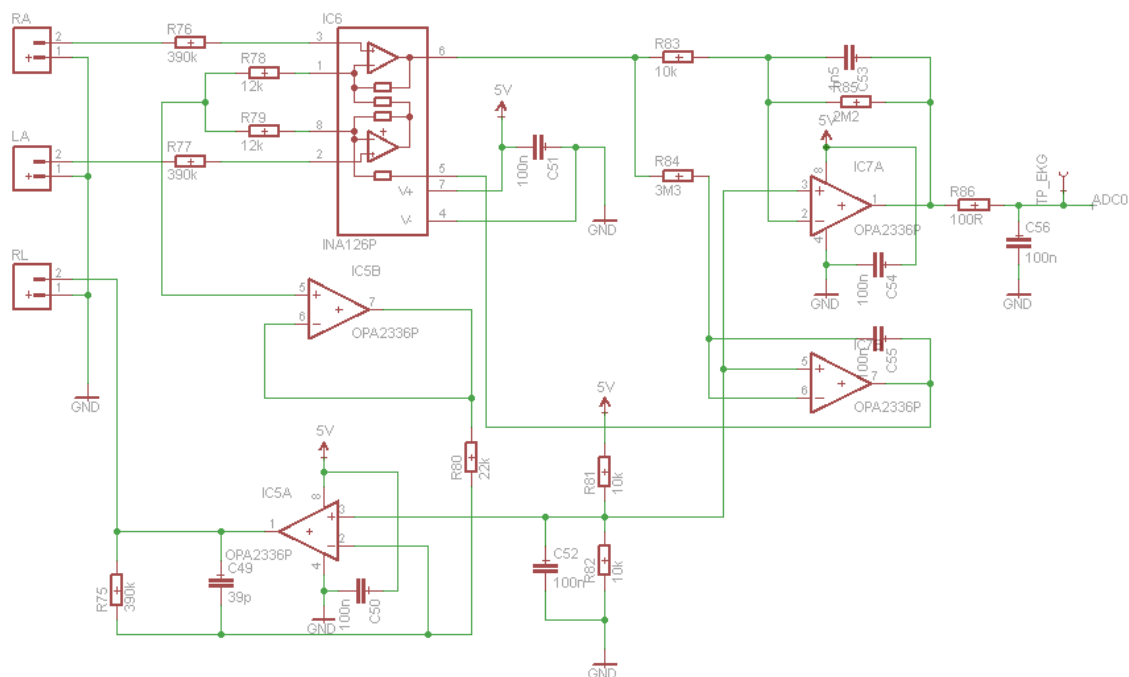 RA
2
1
R76
390k
R78
12k
R79
12k
LA
2
1
R77
390k
RL
2
1
GND
IC6
3
1
8
2
6
5
7
4
V+
V-
INA126P
5V
100n
C51
GND
R83
10k
R84
3M3
C53
R85
2M2
5V
IC7A
8
3
2
1
4
OPA2336P
100n
C54
GND
R86
100R
TP_EKG
ADC0
C56
100n
GND
IC5B
5
6
7
OPA2336P
C55
5
6
7
OPA2336P
R80
22k
5V
R81
10k
R82
10k
C52
100n
GND
5V
IC5A
8
3
2
1
4
OPA2336P
100n
C50
GND
C49
39p
R75
390k